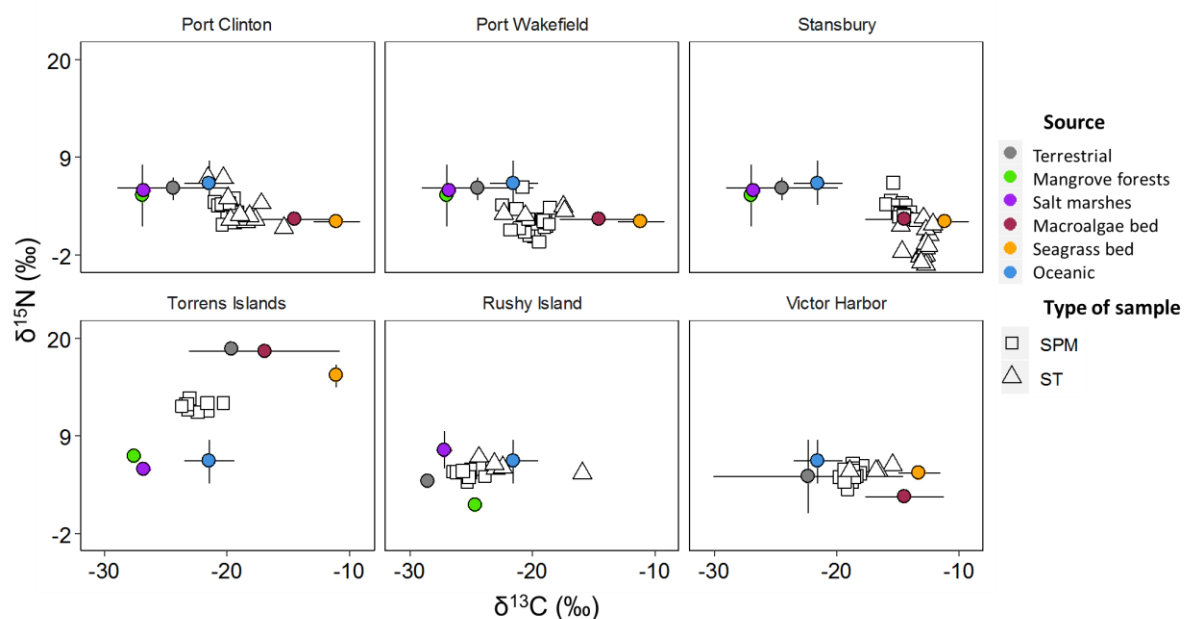 Port Clinton
Port Wakefield
Stansbury
20
9
-2
Source
Terrestrial
Mangrove forests
Salt marshes
Macroalgae bed
Seagrass bed
Oceanic
Type of sample
SPM
ST
δ15N (‰)
Torrens Islands
Rushy Island
Victor Harbor
20
9
-2
-30 -20 -10
-30 -20 -10
-30 -20 -10
δ13C (‰)